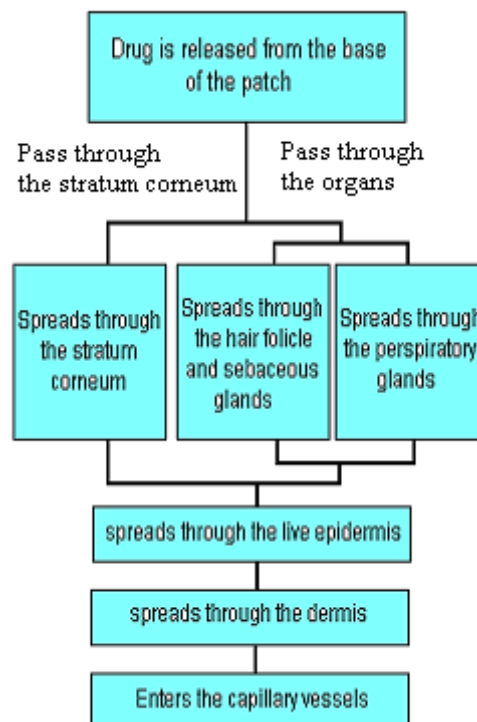 Drug is released from the base
of the patch
Pass through
the stratum corneum
Pass through
the organs
Spreads through
the stratum
corneum
Spreads through
the hair folicle
and sebaceous
glands
Spreads through
the perspiratory
glands
spreads through the live epidermis
spreads through the dermis
Enters the capillary vessels